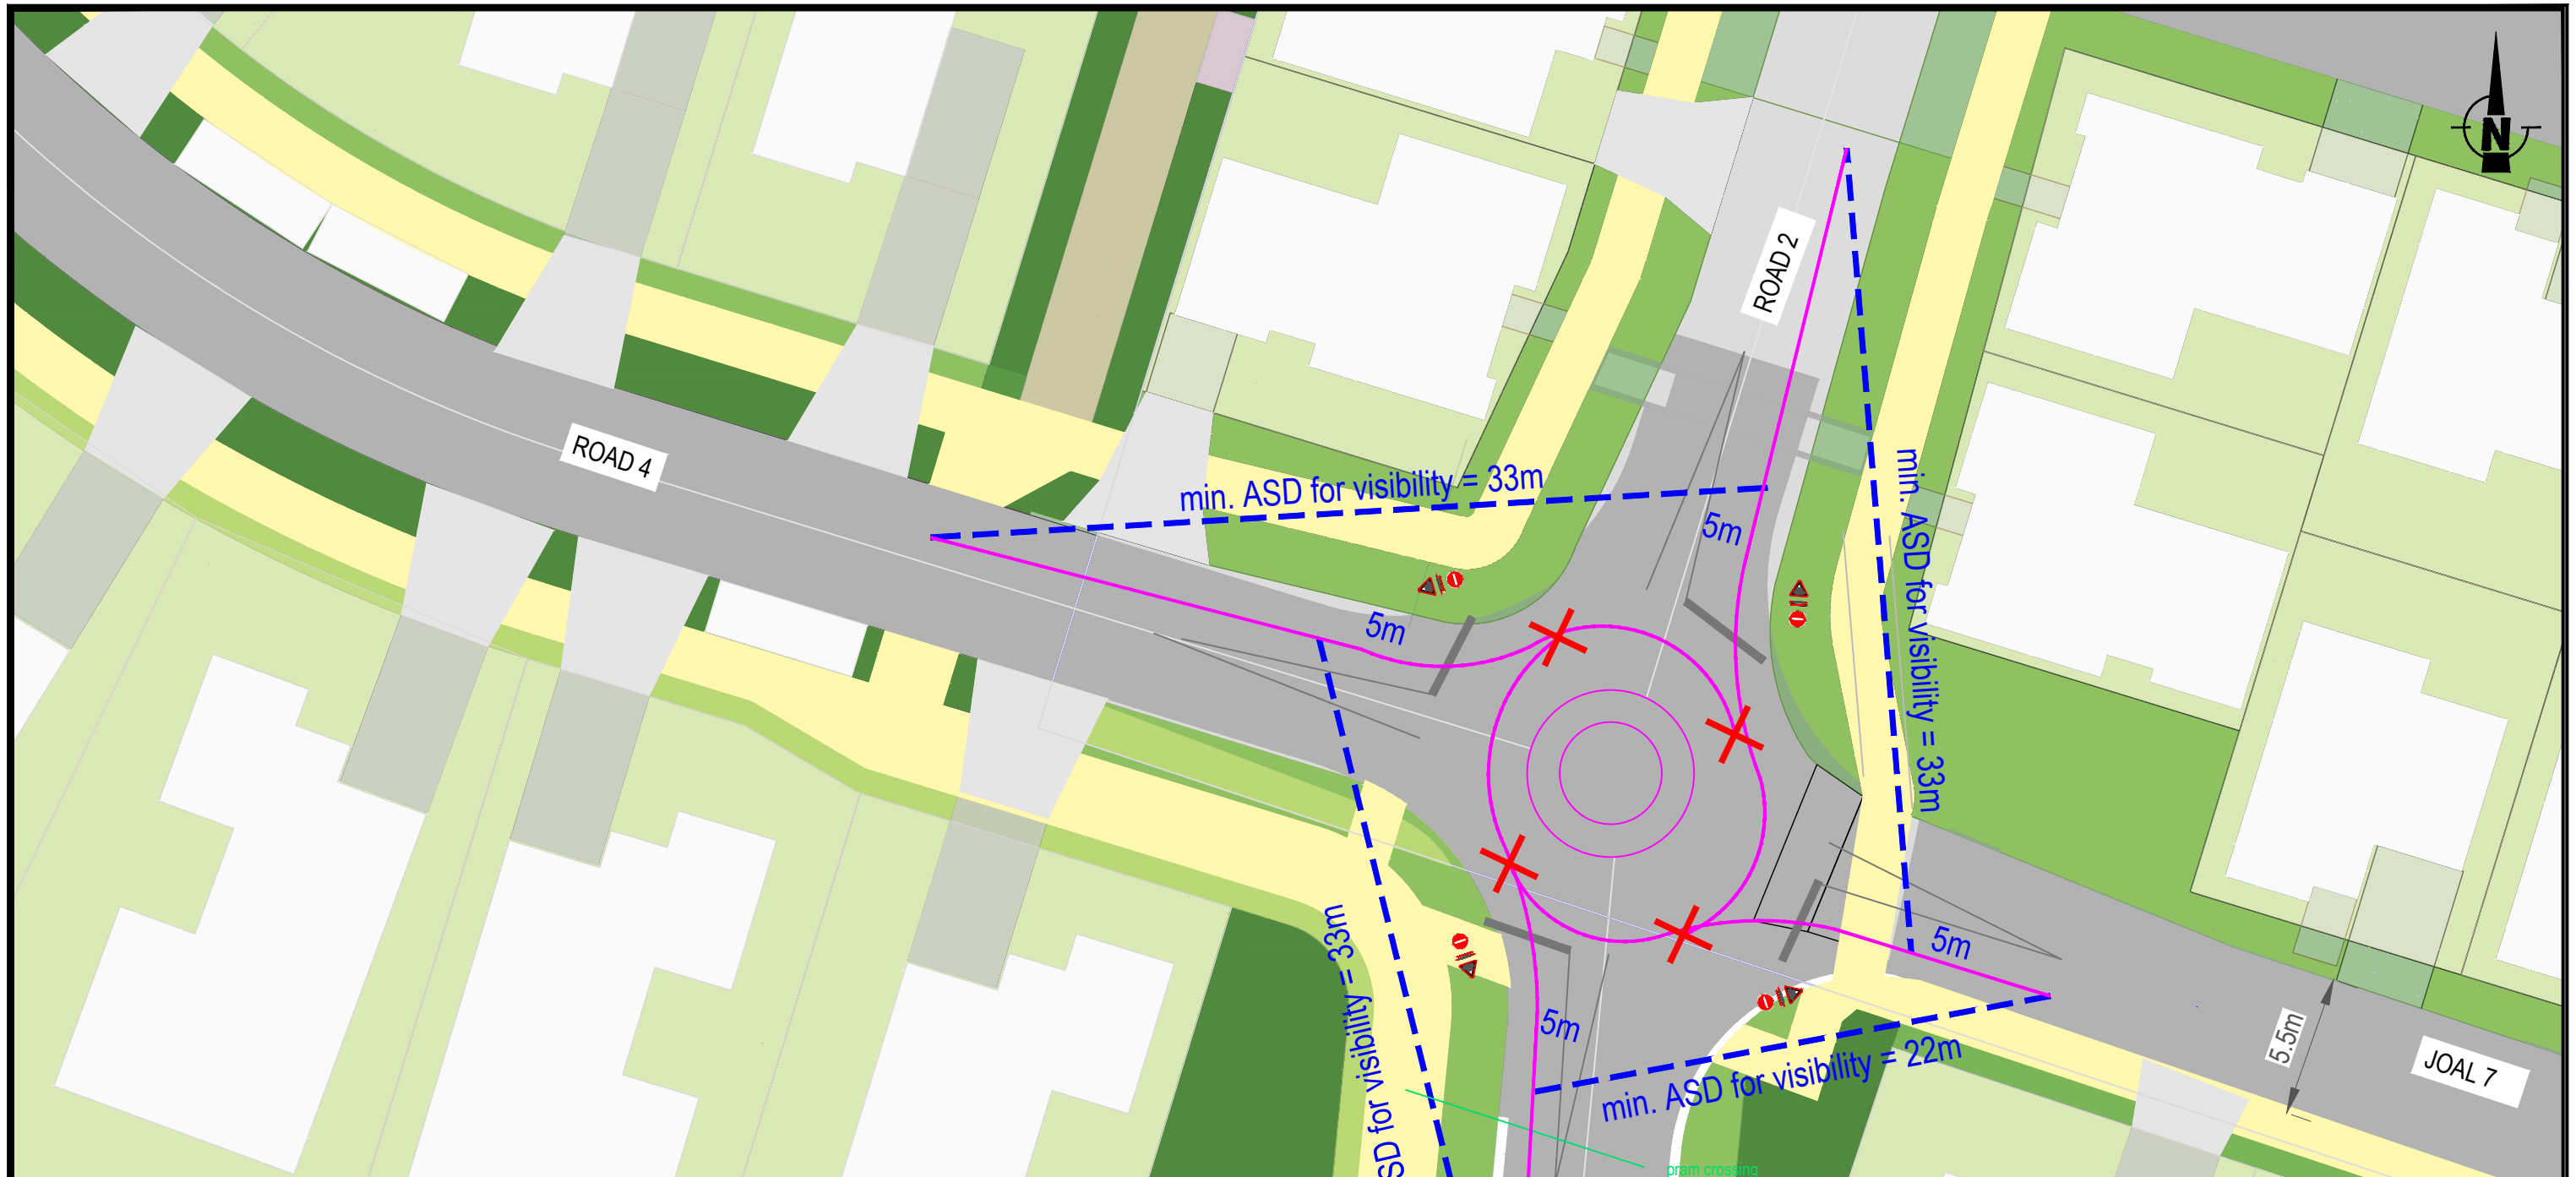 N
ROAD 2
ROAD 4
min. ASD for visibility = 33m
5m
min. ASD for visibility = 33m
5m
SD for visibility = 33m
5m
5m
min. ASD for visibility = 22m
5.5m
JOAL 7
pram crossing